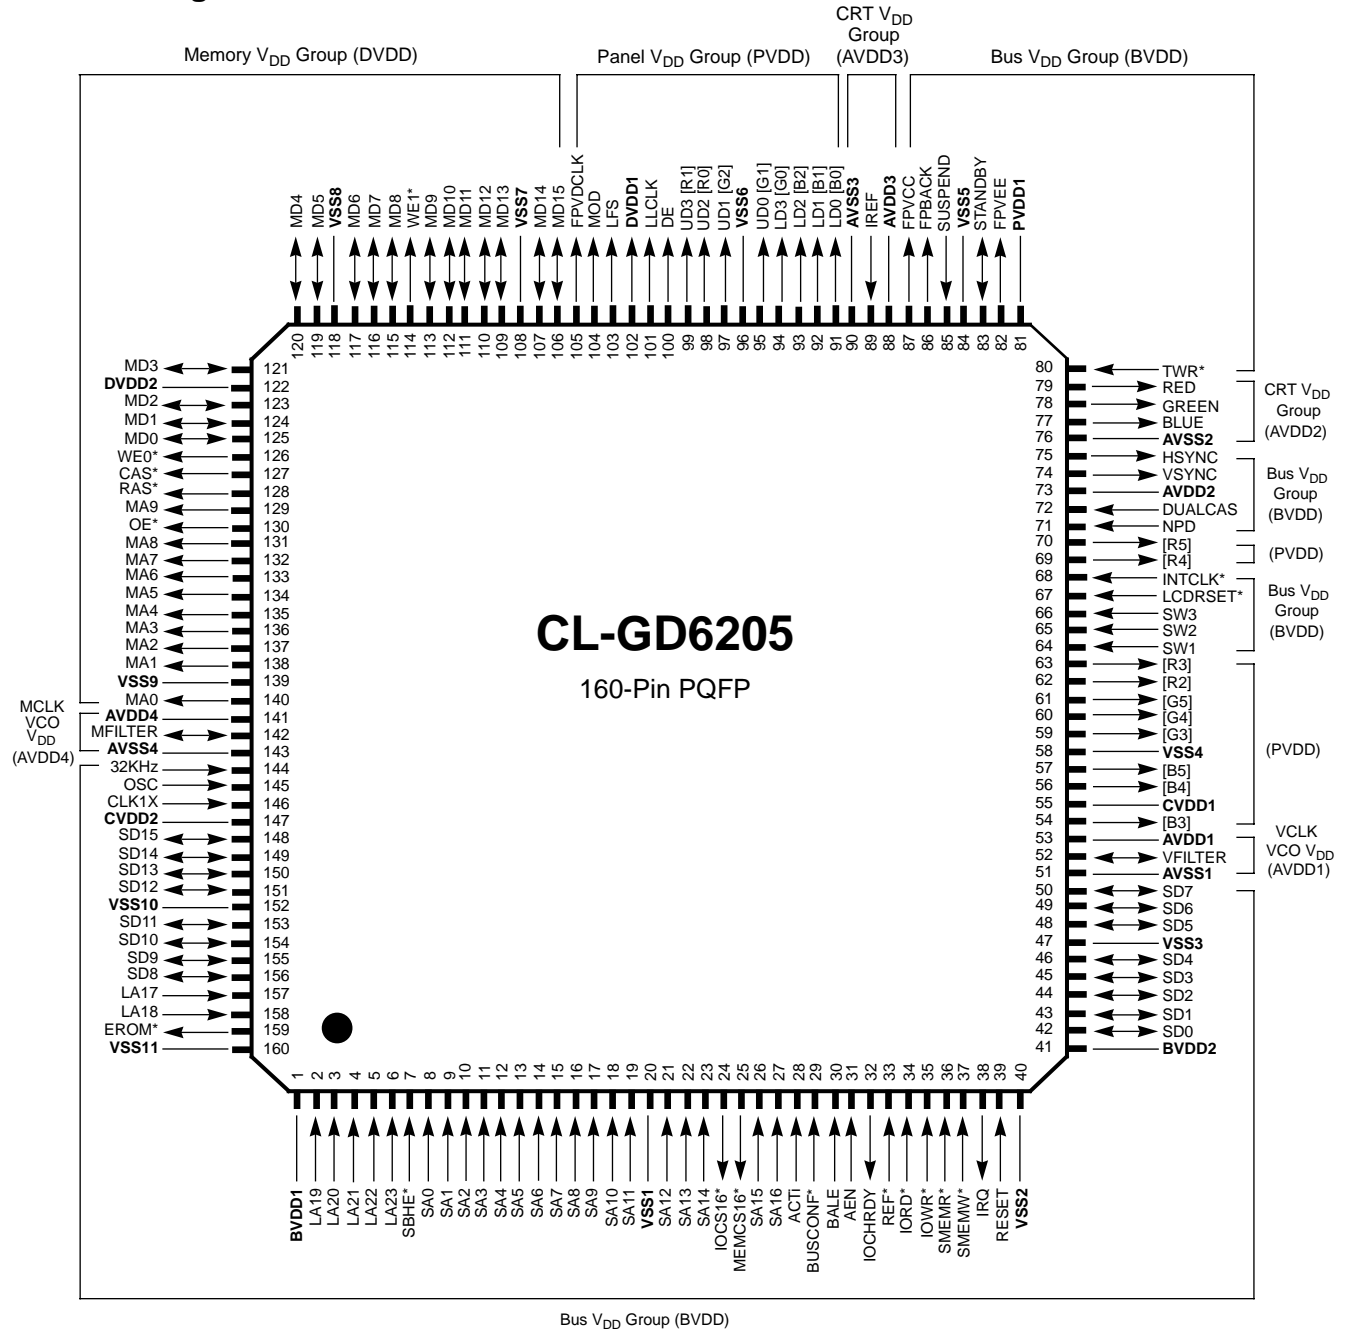 CRT VDD
Group
(AVDD3)
Memory VDD Group (DVDD)
Panel VDD Group (PVDD)
Bus VDD Group (BVDD)
MD4
MD5
VSS8
MD6
MD7
MD8
WE1*
MD9
MD10
MD11
MD12
MD13
VSS7
MD14
MD15
FPVDCLK
MOD
LFS
DVDD1
LLCLK
DE
UD3 [R1]
UD2 [R0]
UD1 [G2]
VSS6
UD0 [G1]
LD3 [G0]
LD2 [B2]
LD1 [B1]
LD0 [B0]
AVSS3
IREF
AVDD3
FPVCC
FPBACK
SUSPEND
VSS5
STANDBY
FPVEE
PVDD1
120
119
118
117
116
115
114
113
112
111
110
109
108
107
106
105
104
103
102
101
100
99
98
97
96
95
94
93
92
91
90
89
88
87
86
85
84
83
82
81
MD3 121
DVDD2 122
MD2 123
MD1 124
MD0 125
WE0* 126
CAS* 127
RAS* 128
MA9 129
OE* 130
MA8 131
MA7 132
MA6 133
MA5 134
MA4 135
MA3 136
MA2 137
MA1 138
VSS9 139
MA0 140
AVDD4 141
MFILTER 142
AVSS4 143
32KHz 144
OSC 145
CLK1X 146
CVDD2 147
SD15 148
SD14 149
SD13 150
SD12 151
VSS10 152
SD11 153
SD10 154
SD9 155
SD8 156
LA17 157
LA18 158
EROM* 159
VSS11 160
MCLK
VCO
VDD
(AVDD4)
CL-GD6205
160-Pin PQFP
80 TWR*
79 RED
78 GREEN
77 BLUE
76 AVSS2
75 HSYNC
74 VSYNC
73 AVDD2
72 DUALCAS
71 NPD
70 [R5]
69 [R4]
68 INTCLK*
67 LCDRSET*
66 SW3
65 SW2
64 SW1
63 [R3]
62 [R2]
61 [G5]
60 [G4]
59 [G3]
58 VSS4
57 [B5]
56 [B4]
55 CVDD1
54 [B3]
53 AVDD1
52 VFILTER
51 AVSS1
50 SD7
49 SD6
48 SD5
47 VSS3
46 SD4
45 SD3
44 SD2
43 SD1
42 SD0
41 BVDD2
CRT VDD
Group
(AVDD2)
Bus VDD
Group
(BVDD)
(PVDD)
Bus VDD
Group
(BVDD)
(PVDD)
VCLK
VCO VDD
(AVDD1)
1
2
3
4
5
6
7
8
9
10
11
12
13
14
15
16
17
18
19
20
21
22
23
24
25
26
27
28
29
30
31
32
33
34
35
36
37
38
39
40
BVDD1
LA19
LA20
LA21
LA22
LA23
SBHE*
SA0
SA1
SA2
SA3
SA4
SA5
SA6
SA7
SA8
SA9
SA10
SA11
VSS1
SA12
SA13
SA14
IOCS16*
MEMCS16*
SA15
SA16
ACTi
BUSCONF*
BALE
AEN
IOCHRDY
REF*
IORD*
IOWR*
SMEMR*
SMEMW*
IRQ
RESET
VSS2
Bus VDD Group (BVDD)